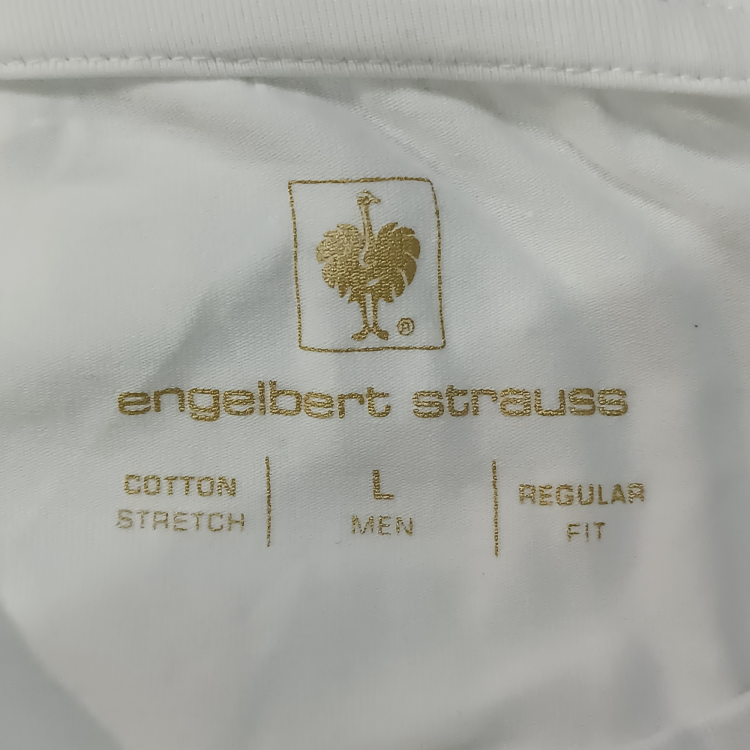 ®
engelbert strauss
COTTON
STRETCH
L
MEN
REGULAR
FIT